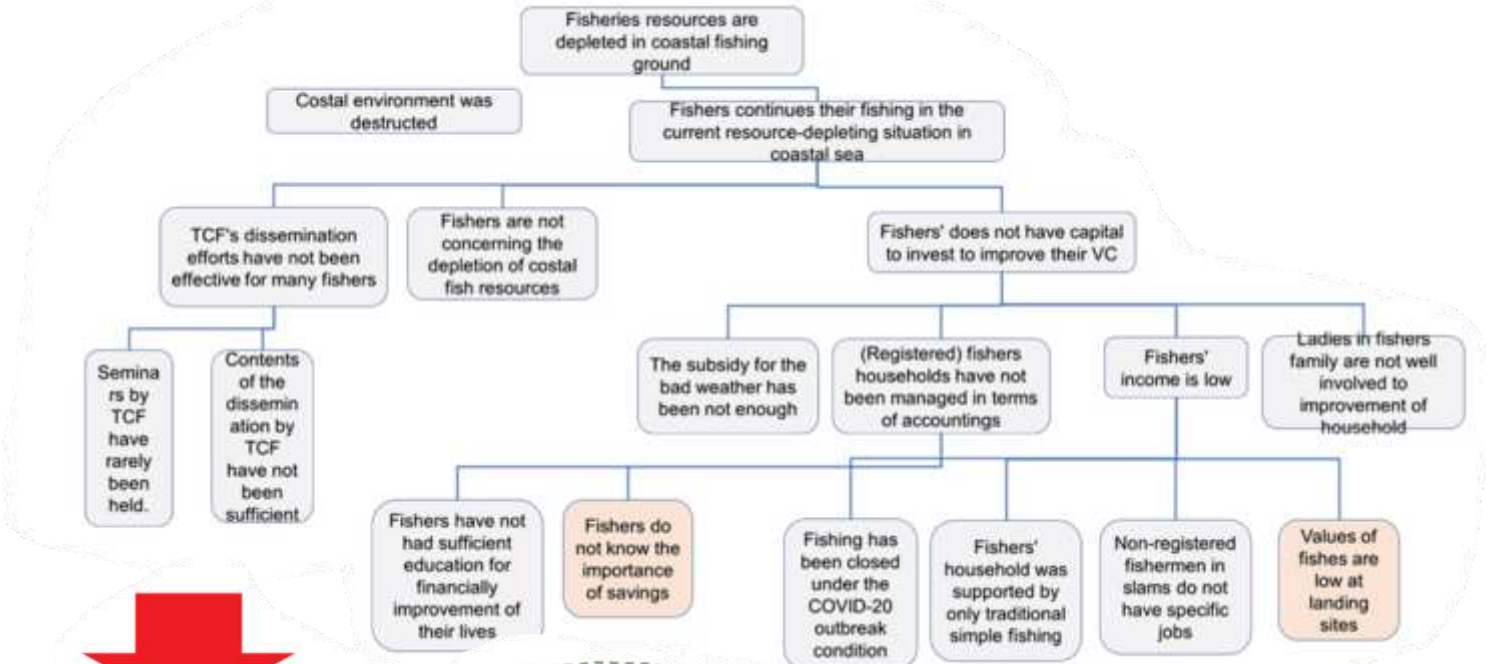 Fisheries resources are
depleted in coastal fishing
ground
Costal environment was
destructed
Fishers continues their fishing in the
current resource-depleting situation in
coastal sea
TCF's dissemination
efforts have not been
effective for many fishers
Fishers are not
concerning the
depletion of costal
fish resources
Fishers' does not have capital
to invest to improve their VC
Semina
rs by
TCF
have
rarely
been
held.
Contents
of the
dissemin
ation by
TCF
have not
been
sufficient
The subsidy for the
bad weather has
been not enough
(Registered) fishers
households have not
been managed in terms
of accountings
Fishers'
income is low
Ladies in fishers
family are not well
involved to
improvement of
household
Fishers have not
had sufficient
education for
financially
improvement of
their lives
Fishers do
not know the
importance
of savings
Fishing has
been closed
under the
COVID-20
outbreak
condition
Fishers'
household was
supported by
only traditional
simple fishing
Non-registered
fishermen in
slams do not
have specific
jobs
Values of
fishes are
low at
landing
sites